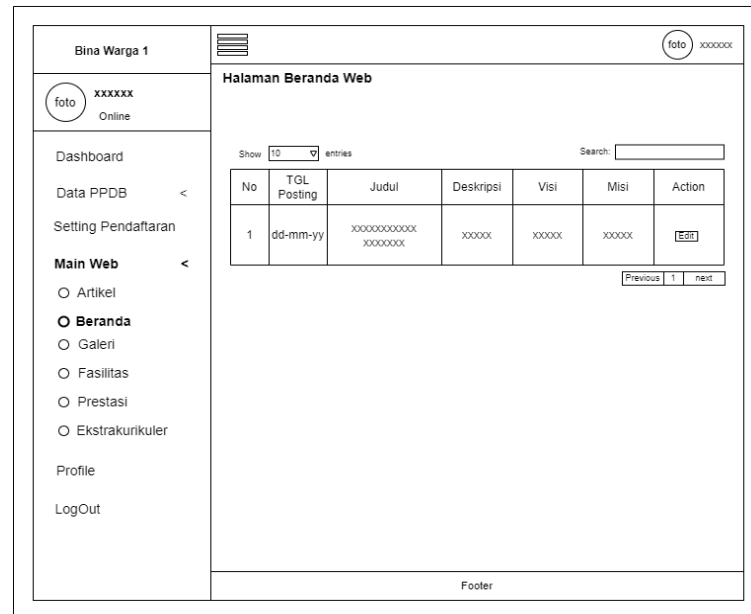 Bina Warga 1
foto xxxxxx
foto
xxxxxx
Online
Dashboard
Data PPDB <
Setting Pendaftaran
Main Web <
Artikel
Beranda
Galeri
Fasilitas
Prestasi
Ekstrakurikuler
Profile
LogOut
Halaman Beranda Web
Show 10 entries Search:
No TGL Posting Judul Deskripsi Visi Misi Action
1 dd-mm-yy xxxxxxxxxxx xxxxxxx xxxxx xxxxx xxxxx Edit
Previous 1 next
Footer